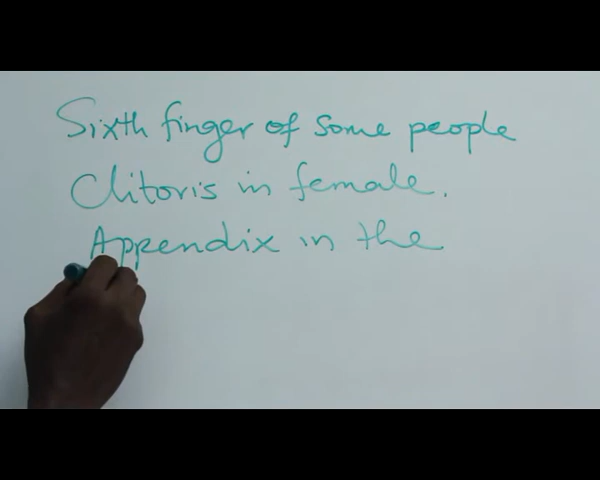 Sixth finger of some people
Clitoris in female.
Appendix in the